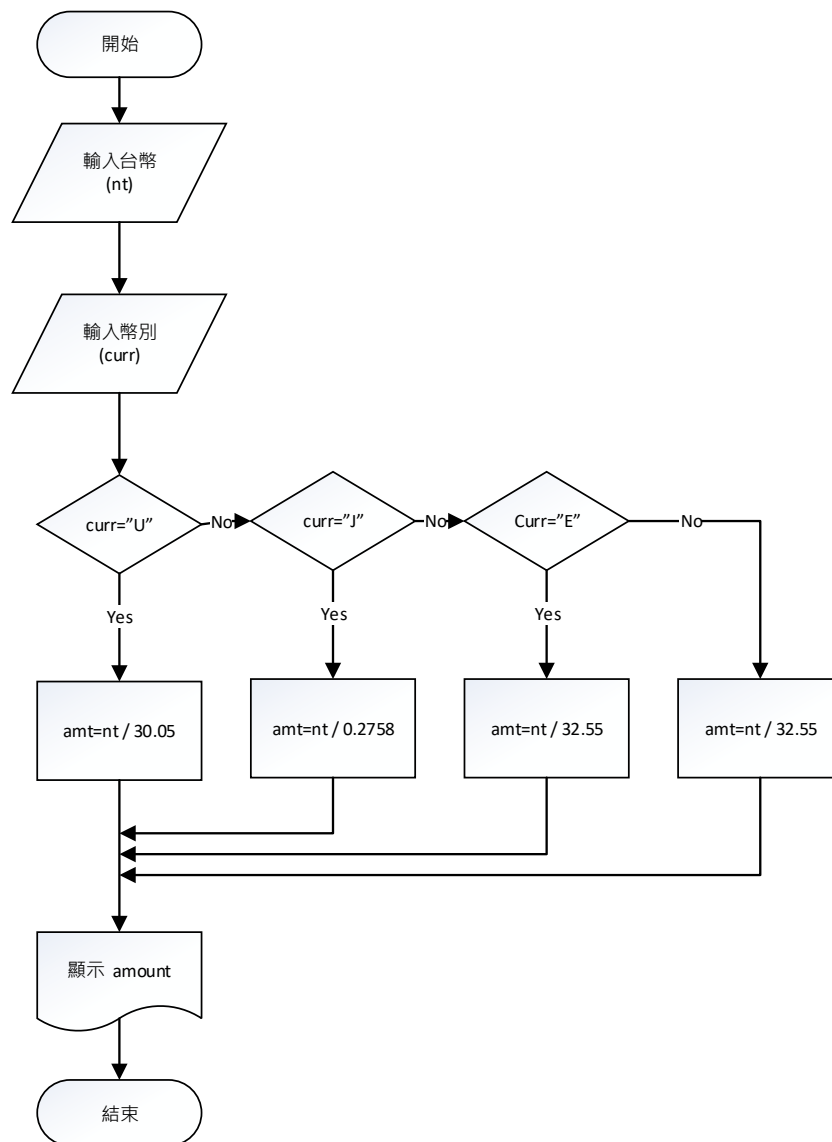 開始
輸入台幣
(nt)
輸入幣別
(curr)
curr=”U”
No
curr=”J”
No
Curr=”E”
No
Yes
Yes
Yes
amt=nt / 30.05
amt=nt / 0.2758
amt=nt / 32.55
amt=nt / 32.55
顯示 amount
結束